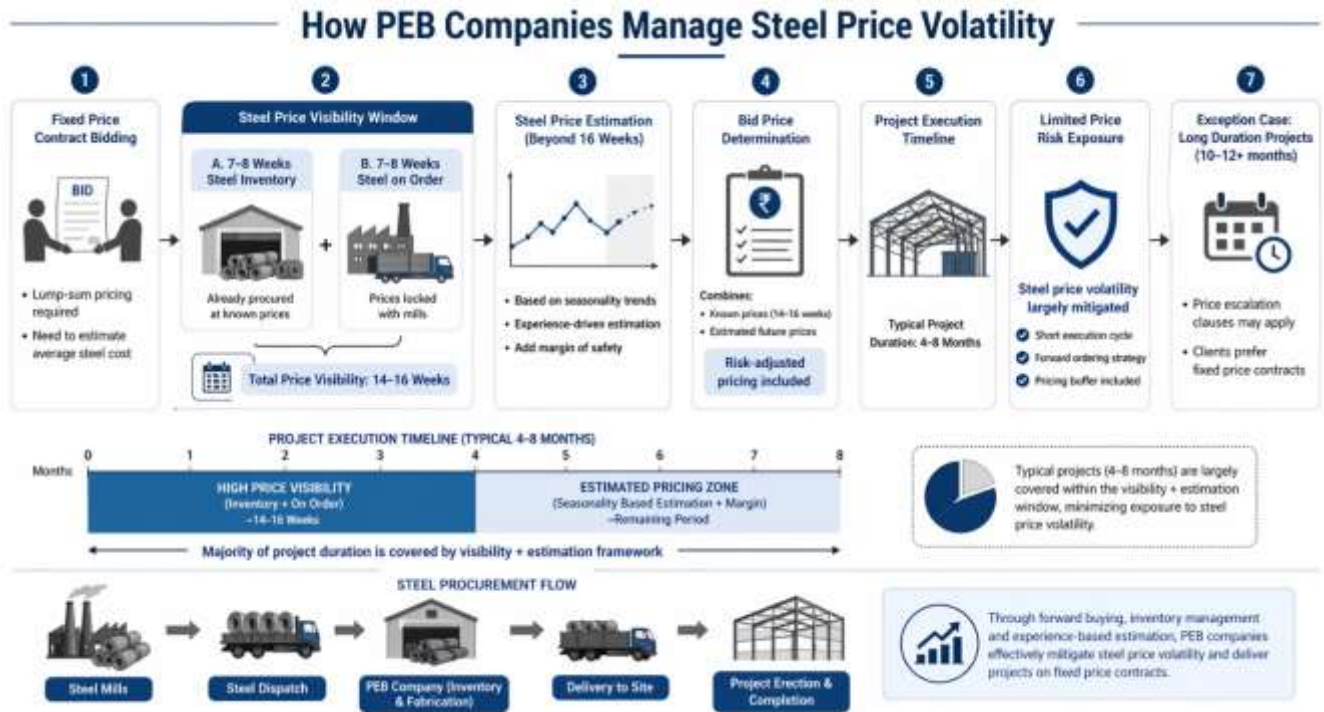 How PEB Companies Manage Steel Price Volatility
1
Fixed Price
Contract Bidding
BID
• Lump-sum pricing
required
• Need to estimate
average steel cost
2
Steel Price Visibility Window
A. 7–8 Weeks
Steel Inventory
Already procured
at known prices
+
B. 7–8 Weeks
Steel on Order
Prices locked
with mills
Total Price Visibility: 14–16 Weeks
3
Steel Price Estimation
(Beyond 16 Weeks)
• Based on seasonality trends
• Experience-driven estimation
• Add margin of safety
4
Bid Price
Determination
₹
Combines:
• Known prices (14–16 weeks)
• Estimated future prices
Risk-adjusted
pricing included
5
Project Execution
Timeline
Typical Project
Duration: 4–8 Months
6
Limited Price
Risk Exposure
Steel price volatility
largely mitigated
Short execution cycle
Forward ordering strategy
Pricing buffer included
7
Exception Case:
Long Duration Projects
(10–12+ months)
• Price escalation
clauses may apply
• Clients prefer
fixed price contracts
PROJECT EXECUTION TIMELINE (TYPICAL 4–8 MONTHS)
Months 0 1 2 3 4 5 6 7 8
HIGH PRICE VISIBILITY
(Inventory + On Order)
~14–16 Weeks
ESTIMATED PRICING ZONE
(Seasonality Based Estimation + Margin)
~Remaining Period
Majority of project duration is covered by visibility + estimation framework
Typical projects (4–8 months) are largely
covered within the visibility + estimation
window, minimizing exposure to steel
price volatility.
STEEL PROCUREMENT FLOW
Steel Mills
Steel Dispatch
PEB Company (Inventory
& Fabrication)
Delivery to Site
Project Erection &
Completion
Through forward buying, inventory management
and experience-based estimation, PEB companies
effectively mitigate steel price volatility and deliver
projects on fixed price contracts.